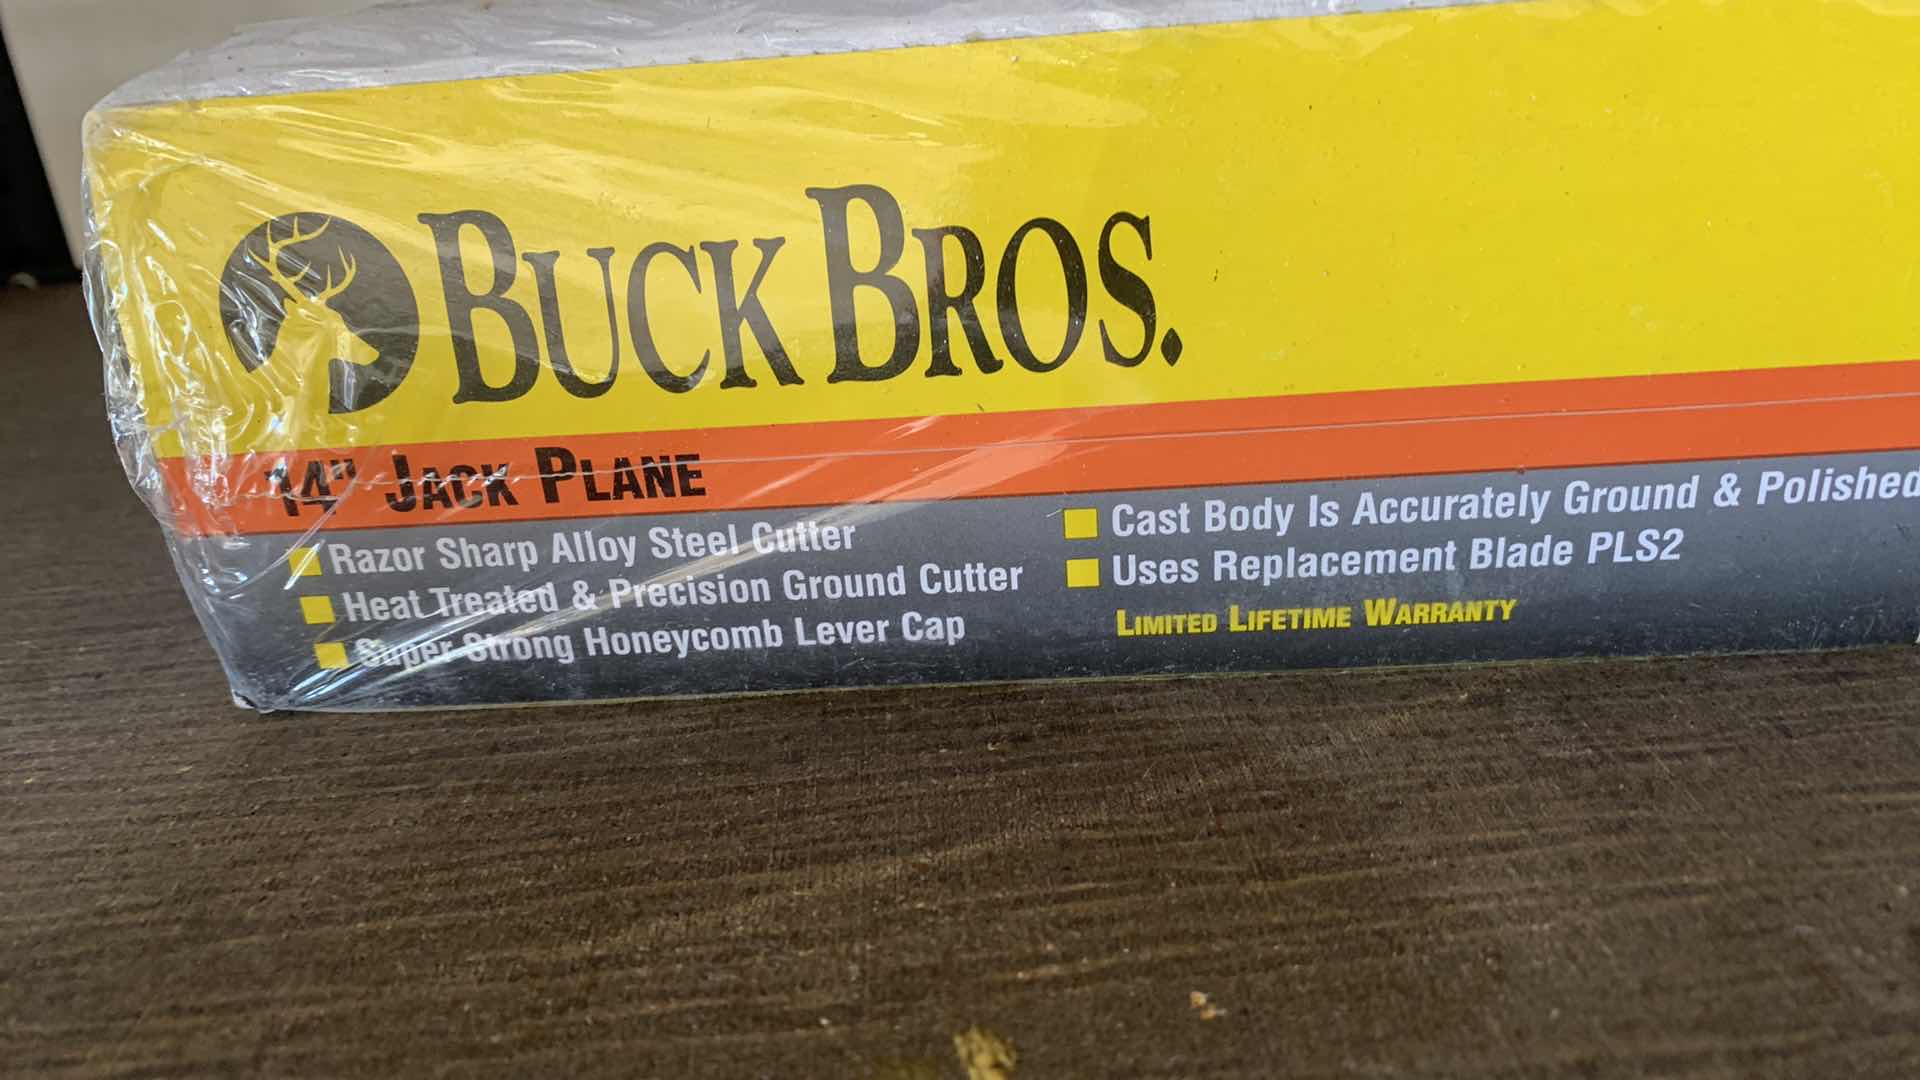 BUCK BROS.
14" JACK PLANE
Razor Sharp Alloy Steel Cutter
Heat Treated & Precision Ground Cutter
Super Strong Honeycomb Lever Cap
Cast Body Is Accurately Ground & Polished
Uses Replacement Blade PLS2
LIMITED LIFETIME WARRANTY